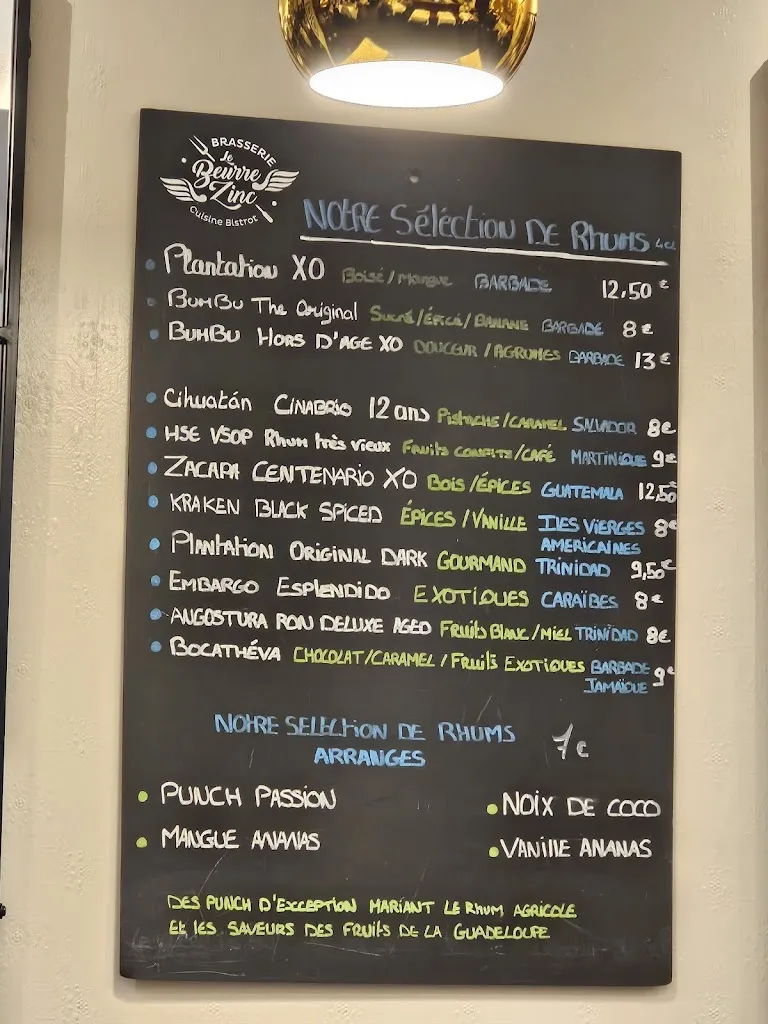 BRASSERIE
Le
Beurre
Zinc
Cuisine Bistrot
NOTRE Séléction DE Rhums 4cl
Plantation XO Boisé/Mangue BARBADE 12,50€
BumBu The Original Sucré/Épicé/BANANE BARBADE 8€
BumBu HORS D'AGE XO DOUCEUR/AGRUMES BARBADE 13€
Cihuatán CINABRIO 12 ans Pistache/CARAMEL SALVADOR 8€
HSE VSOP Rhum très vieux Fruits confits/CAFÉ MARTINIQUE 9€
ZACAPA CENTENARIO XO BOIS/ÉPICES GUATEMALA 12,50
KRAKEN BLACK SPICED ÉPICES/VANILLE ILES VIERGES 8€
AMERICAINES
Plantation ORIGINAL DARK GOURMAND TRINIDAD 9,50€
EMBARGO ESPLENDIDO EXOTIQUES CARAÏBES 8€
ANGOSTURA RON DELUXE AGED Fruits Blanc/MIEL TRINIDAD 8€
BOCATHÉVA CHOCOLAT/CARAMEL/Fruits EXOTIQUES BARBADE 9€
JAMAÏQUE
NOTRE SELECTION DE RHUMS 7€
ARRANGES
PUNCH PASSION
NOIX DE COCO
MANGUE ANANAS
VANILLE ANANAS
DES PUNCH D'EXCEPTION MARIANT LE RHUM AGRICOLE
ET LES SAVEURS DES FRUITS DE LA GUADELOUPE